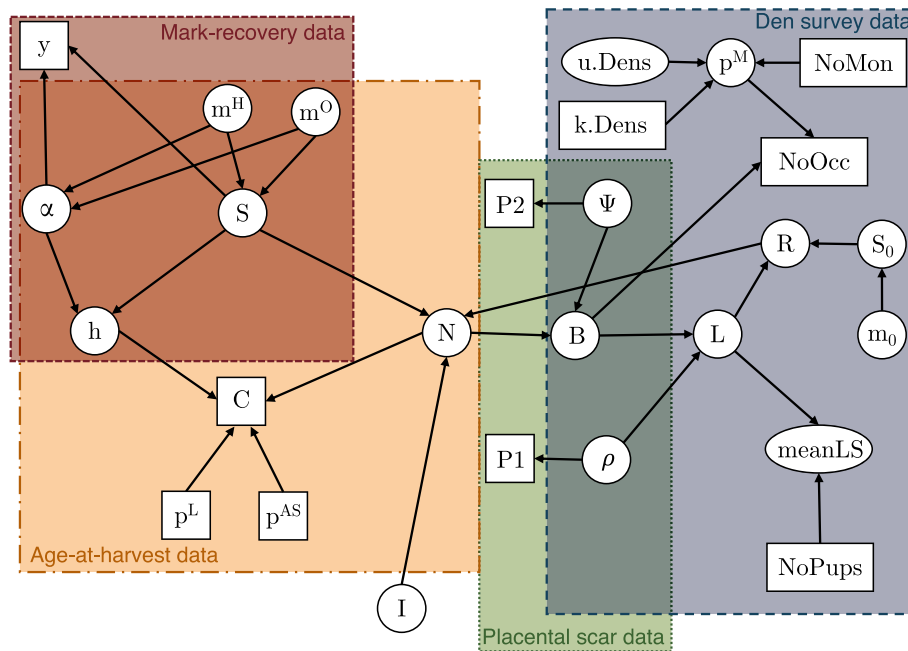 Mark-recovery data
Den survey data
y
u.Dens
p^M
NoMon
m^H
m^O
k.Dens
NoOcc
α
S
P2
Ψ
R
S_0
h
N
B
L
m_0
C
P1
ρ
meanLS
p^L
p^AS
Age-at-harvest data
NoPups
I
Placental scar data